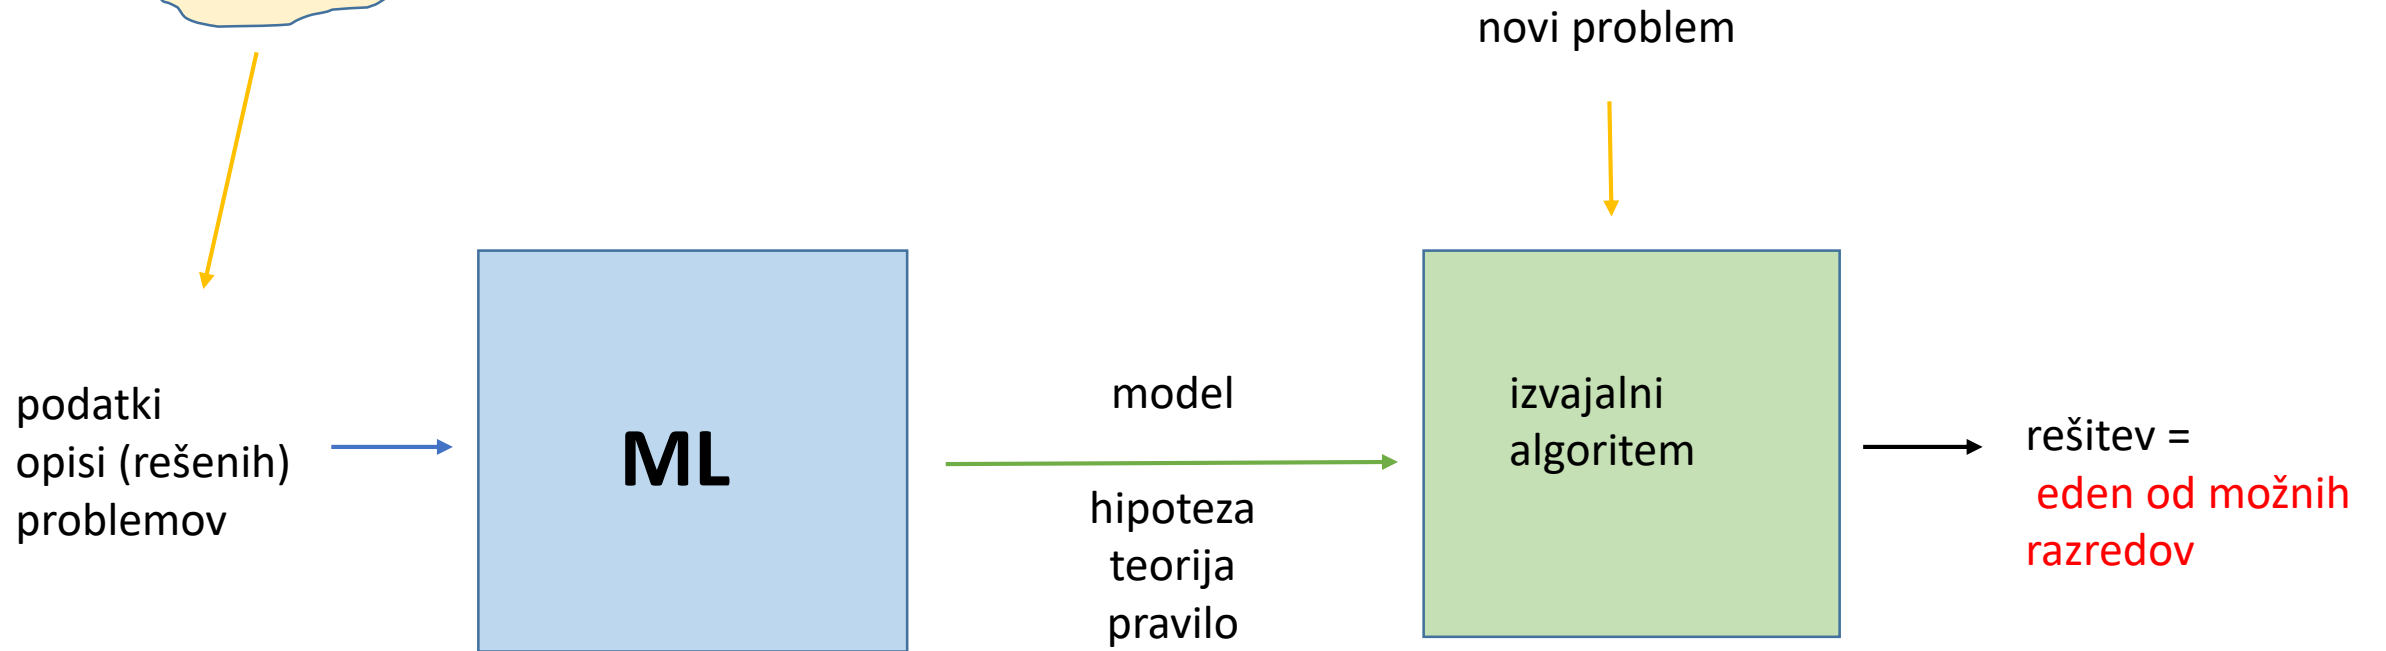 novi problem
podatki
opisi (rešenih)
problemov
ML
model
hipoteza
teorija
pravilo
izvajalni
algoritem
rešitev =
eden od možnih
razredov